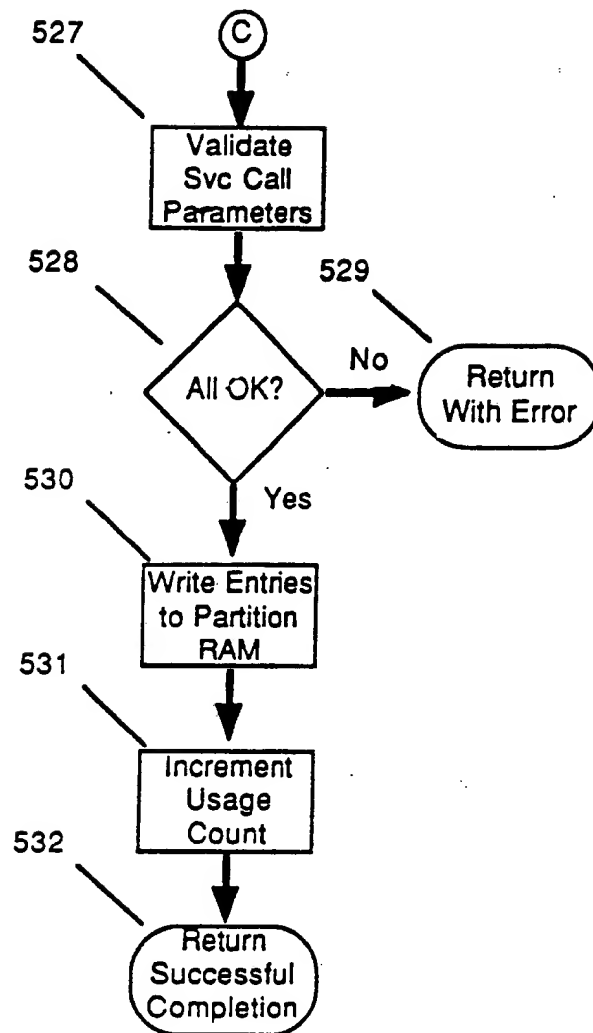 527
C
Validate
Svc Call
Parameters
528
529
All OK?
No
Return
With Error
530
Yes
Write Entries
to Partition
RAM
531
Increment
Usage
Count
532
Return
Successful
Completion